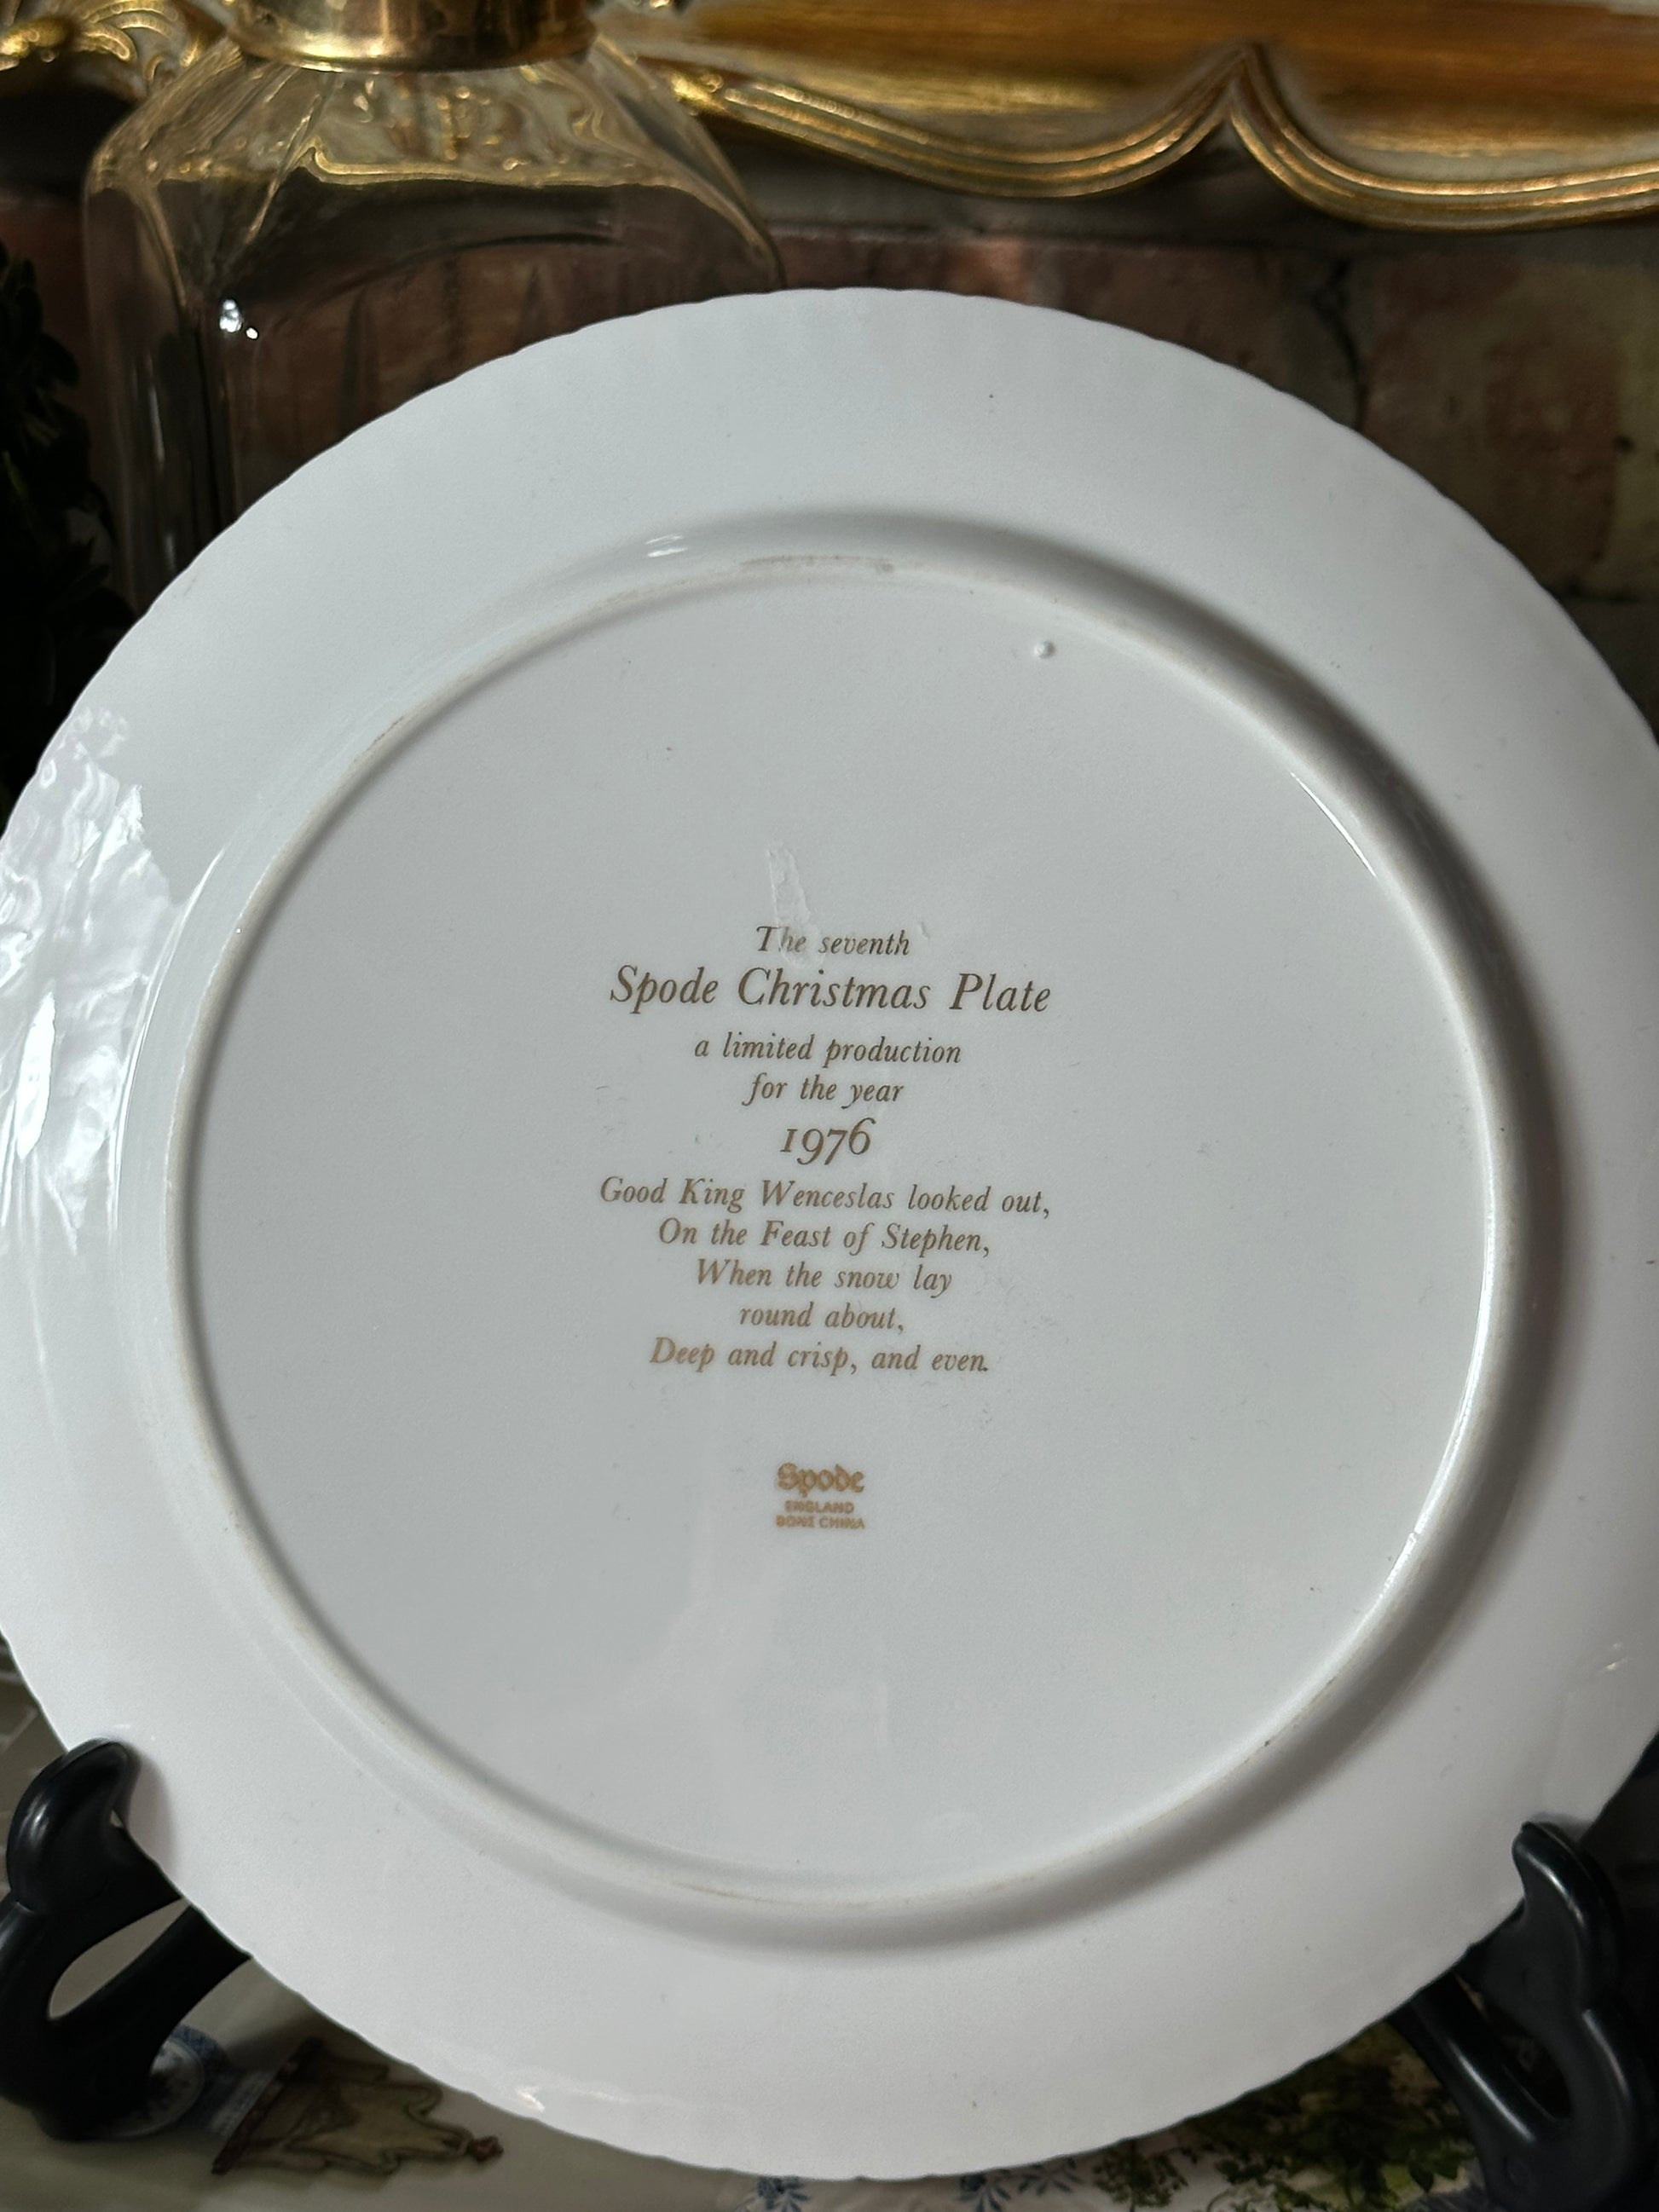 The seventh
Spode Christmas Plate
a limited production
for the year
1976
Good King Wenceslas looked out,
On the Feast of Stephen,
When the snow lay
round about,
Deep and crisp, and even.
Spode
ENGLAND
BONE CHINA